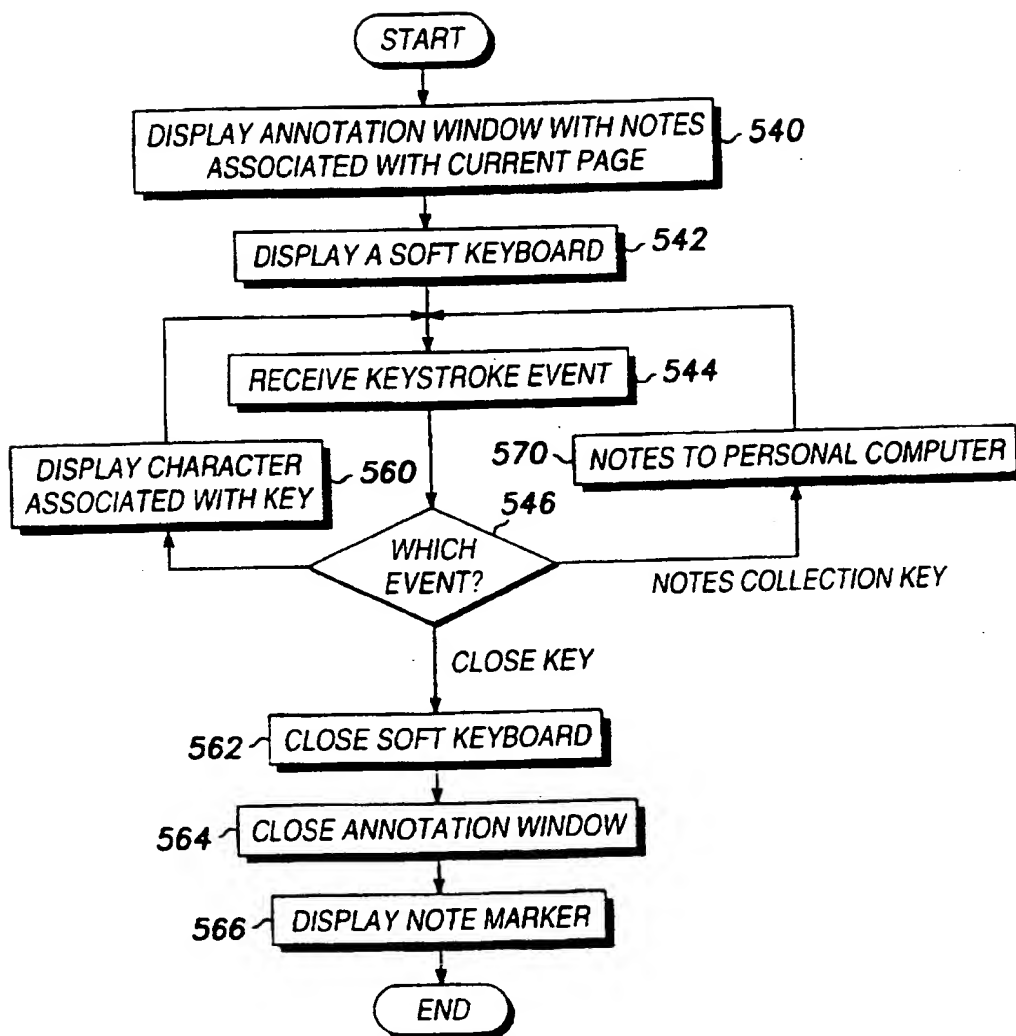 START
DISPLAY ANNOTATION WINDOW WITH NOTES
ASSOCIATED WITH CURRENT PAGE
540
DISPLAY A SOFT KEYBOARD
542
RECEIVE KEYSTROKE EVENT
544
DISPLAY CHARACTER
ASSOCIATED WITH KEY
560
570
NOTES TO PERSONAL COMPUTER
546
WHICH
EVENT?
NOTES COLLECTION KEY
CLOSE KEY
562
CLOSE SOFT KEYBOARD
564
CLOSE ANNOTATION WINDOW
566
DISPLAY NOTE MARKER
END